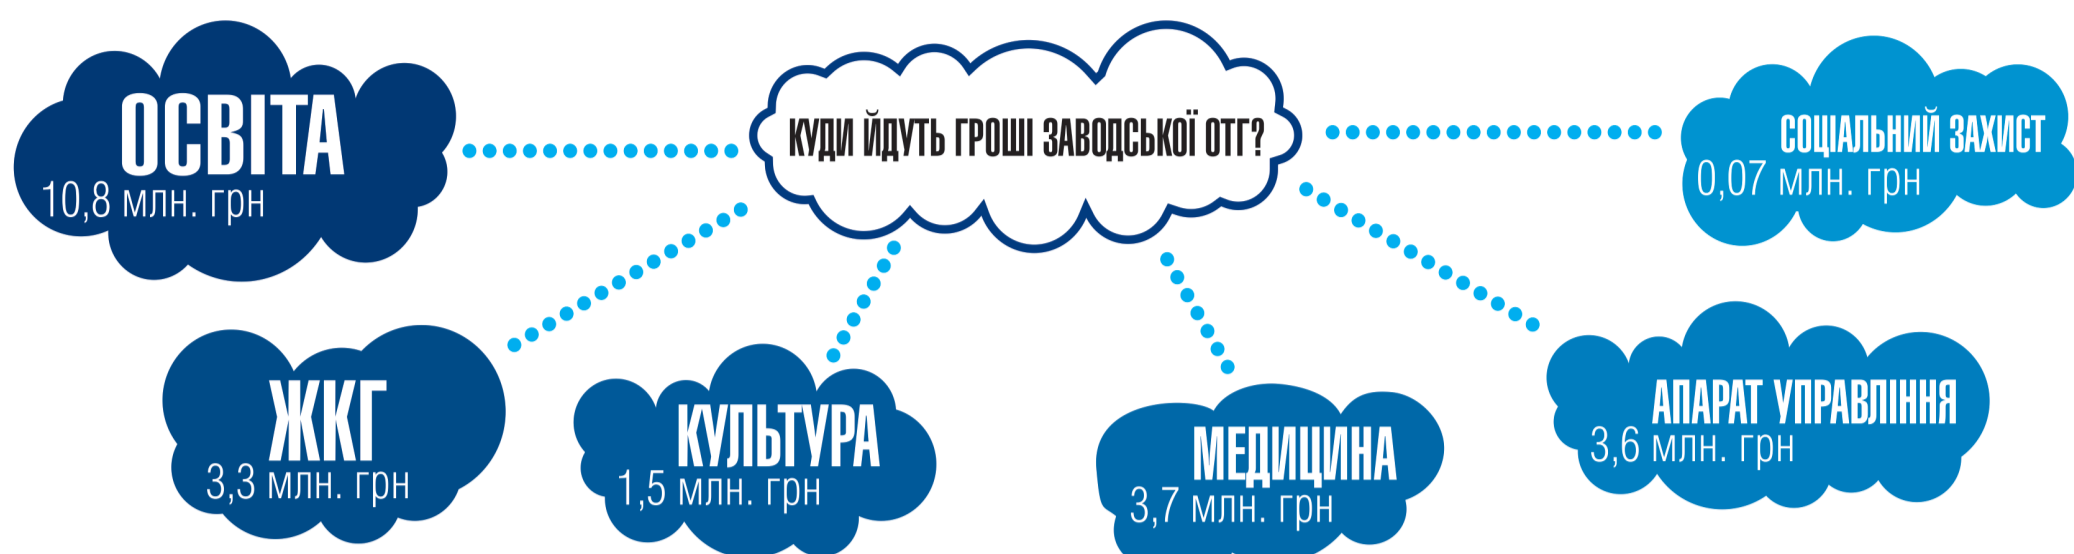 КУДИ ЙДУТЬ ГРОШІ ЗАВОДСЬКОЇ ОТГ?
ОСВІТА
10,8 млн. грн
СОЦІАЛЬНИЙ ЗАХИСТ
0,07 млн. грн
ЖКГ
3,3 млн. грн
КУЛЬТУРА
1,5 млн. грн
МЕДИЦИНА
3,7 млн. грн
АПАРАТ УПРАВЛІННЯ
3,6 млн. грн